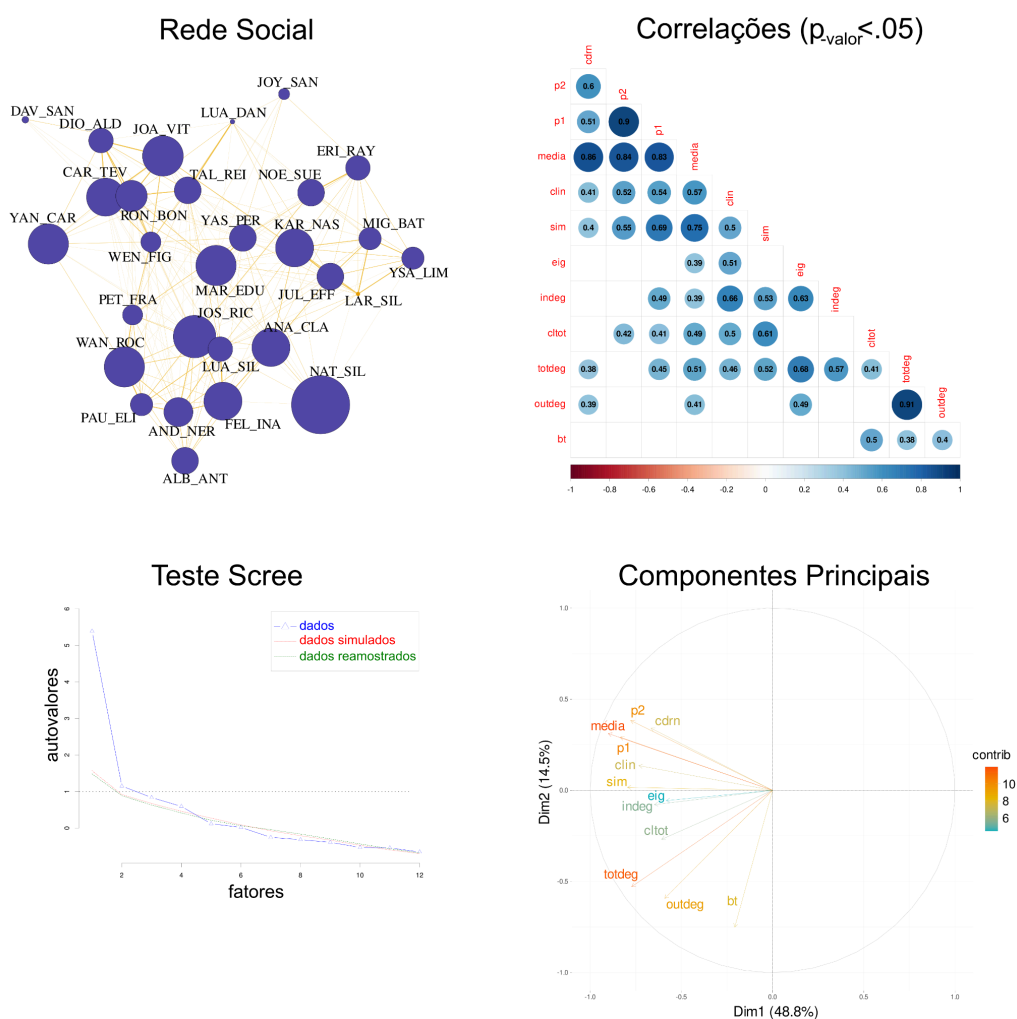 Rede Social
JOY_SAN
DAV_SAN
LUA_DAN
DIO_ALD
JOA_VIT
ERI_RAY
CAR_TEV
TAL_REI
NOE_SUE
YAN_CAR
RON_BON
YAS_PER
KAR_NAS
MIG_BAT
WEN_FIG
YSA_LIM
MAR_EDU
JUL_EFF
LAR_SIL
PET_FRA
JOS_RIC
ANA_CLA
WAN_ROC
LUA_SIL
NAT_SIL
PAU_ELI
AND_NER
FEL_INA
ALB_ANT
Correlações (p-valor<.05)
cdrn
p2 0.6
p2
p1 0.51 0.9
p1
media 0.86 0.84 0.83
media
clin 0.41 0.52 0.54 0.57
clin
sim 0.4 0.55 0.69 0.75 0.5
sim
eig 0.39 0.51
eig
indeg 0.49 0.39 0.66 0.53 0.63
indeg
cltot 0.42 0.41 0.49 0.5 0.61
cltot
totdeg 0.38 0.45 0.51 0.46 0.52 0.68 0.57 0.41
totdeg
outdeg 0.39 0.41 0.49 0.91
outdeg
bt 0.5 0.38 0.4
-1 -0.8 -0.6 -0.4 -0.2 0 0.2 0.4 0.6 0.8 1
Teste Scree
autovalores
6
5
4
3
2
1
0
dados
dados simulados
dados reamostrados
2 4 6 8 10 12
fatores
Componentes Principais
Dim2 (14.5%)
1.0
0.5
0.0
-0.5
-1.0
p2
cdrn
media
p1
clin
sim
eig
indeg
cltot
totdeg
outdeg
bt
contrib
10
8
6
-1.0 -0.5 0.0 0.5 1.0
Dim1 (48.8%)